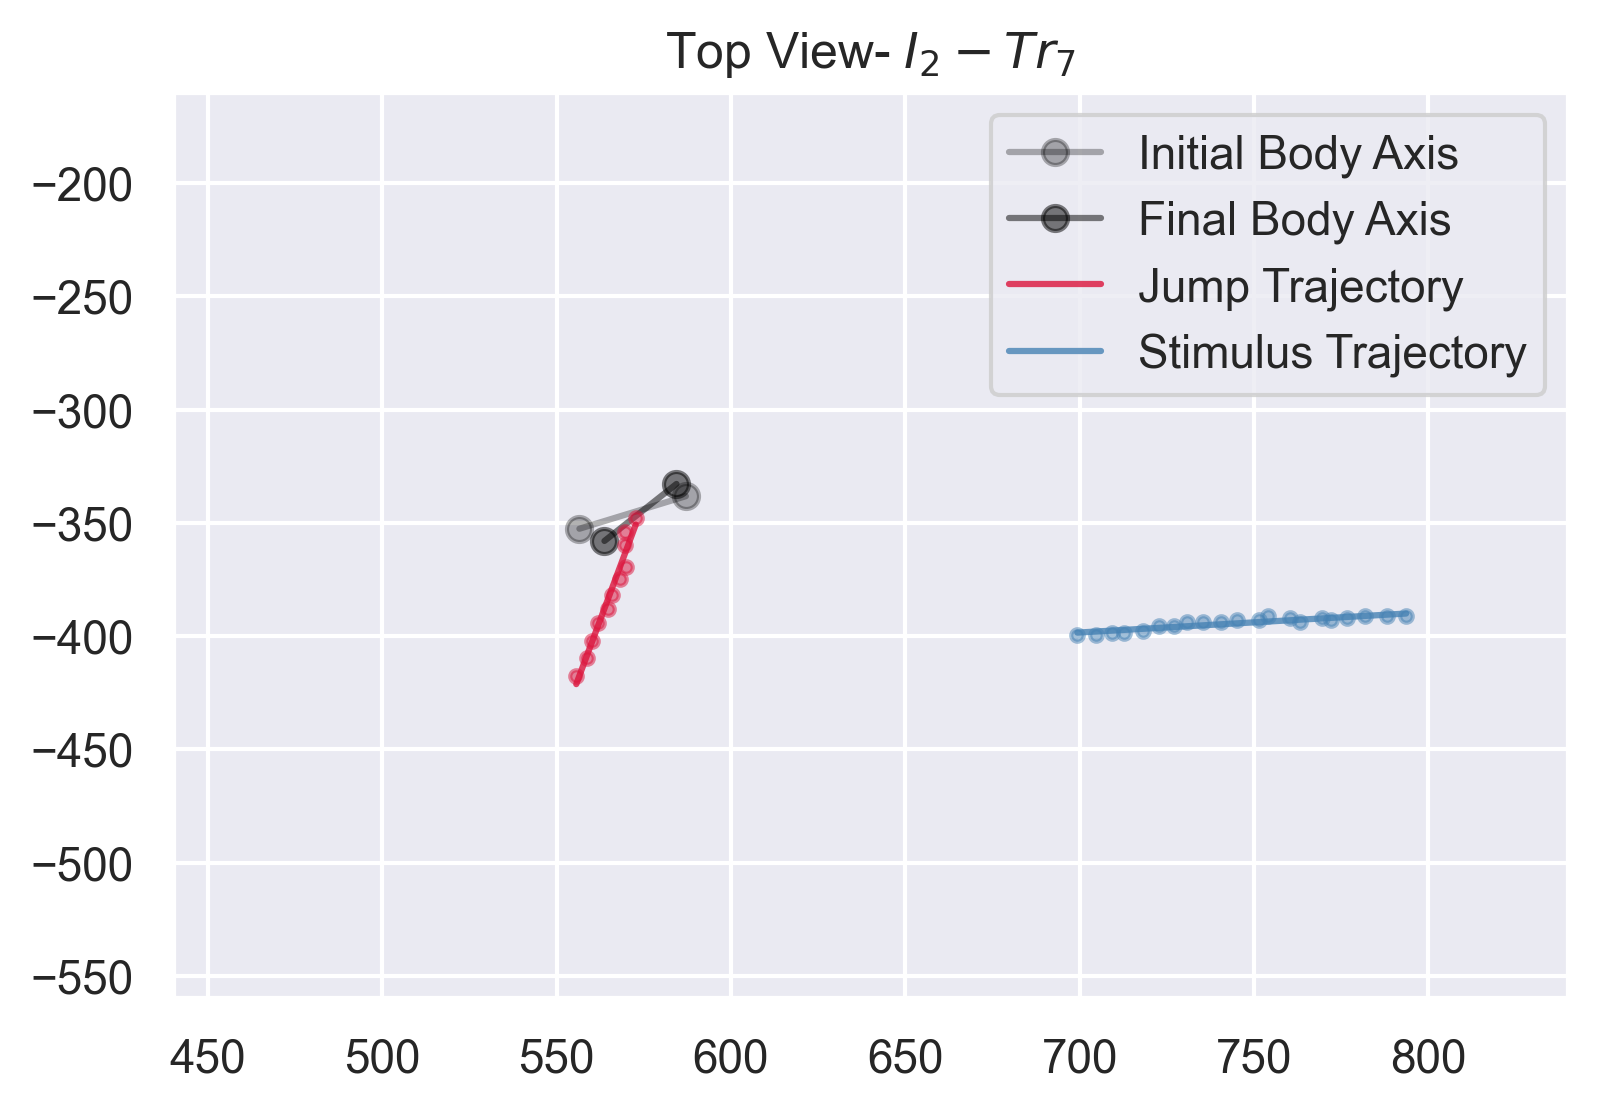 Top View- I₂ − Tr₇
Initial Body Axis
Final Body Axis
Jump Trajectory
Stimulus Trajectory
−200
−250
−300
−350
−400
−450
−500
−550
450 500 550 600 650 700 750 800